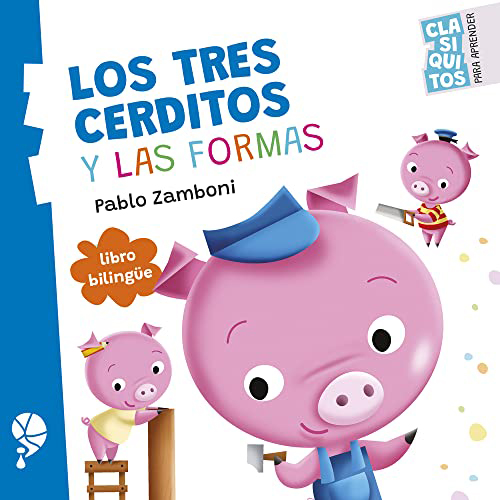 LOS TRES
CERDITOS
Y LAS FORMAS
Pablo Zamboni
libro
bilingüe
CLA
SI
QUI
TOS
PARA APRENDER